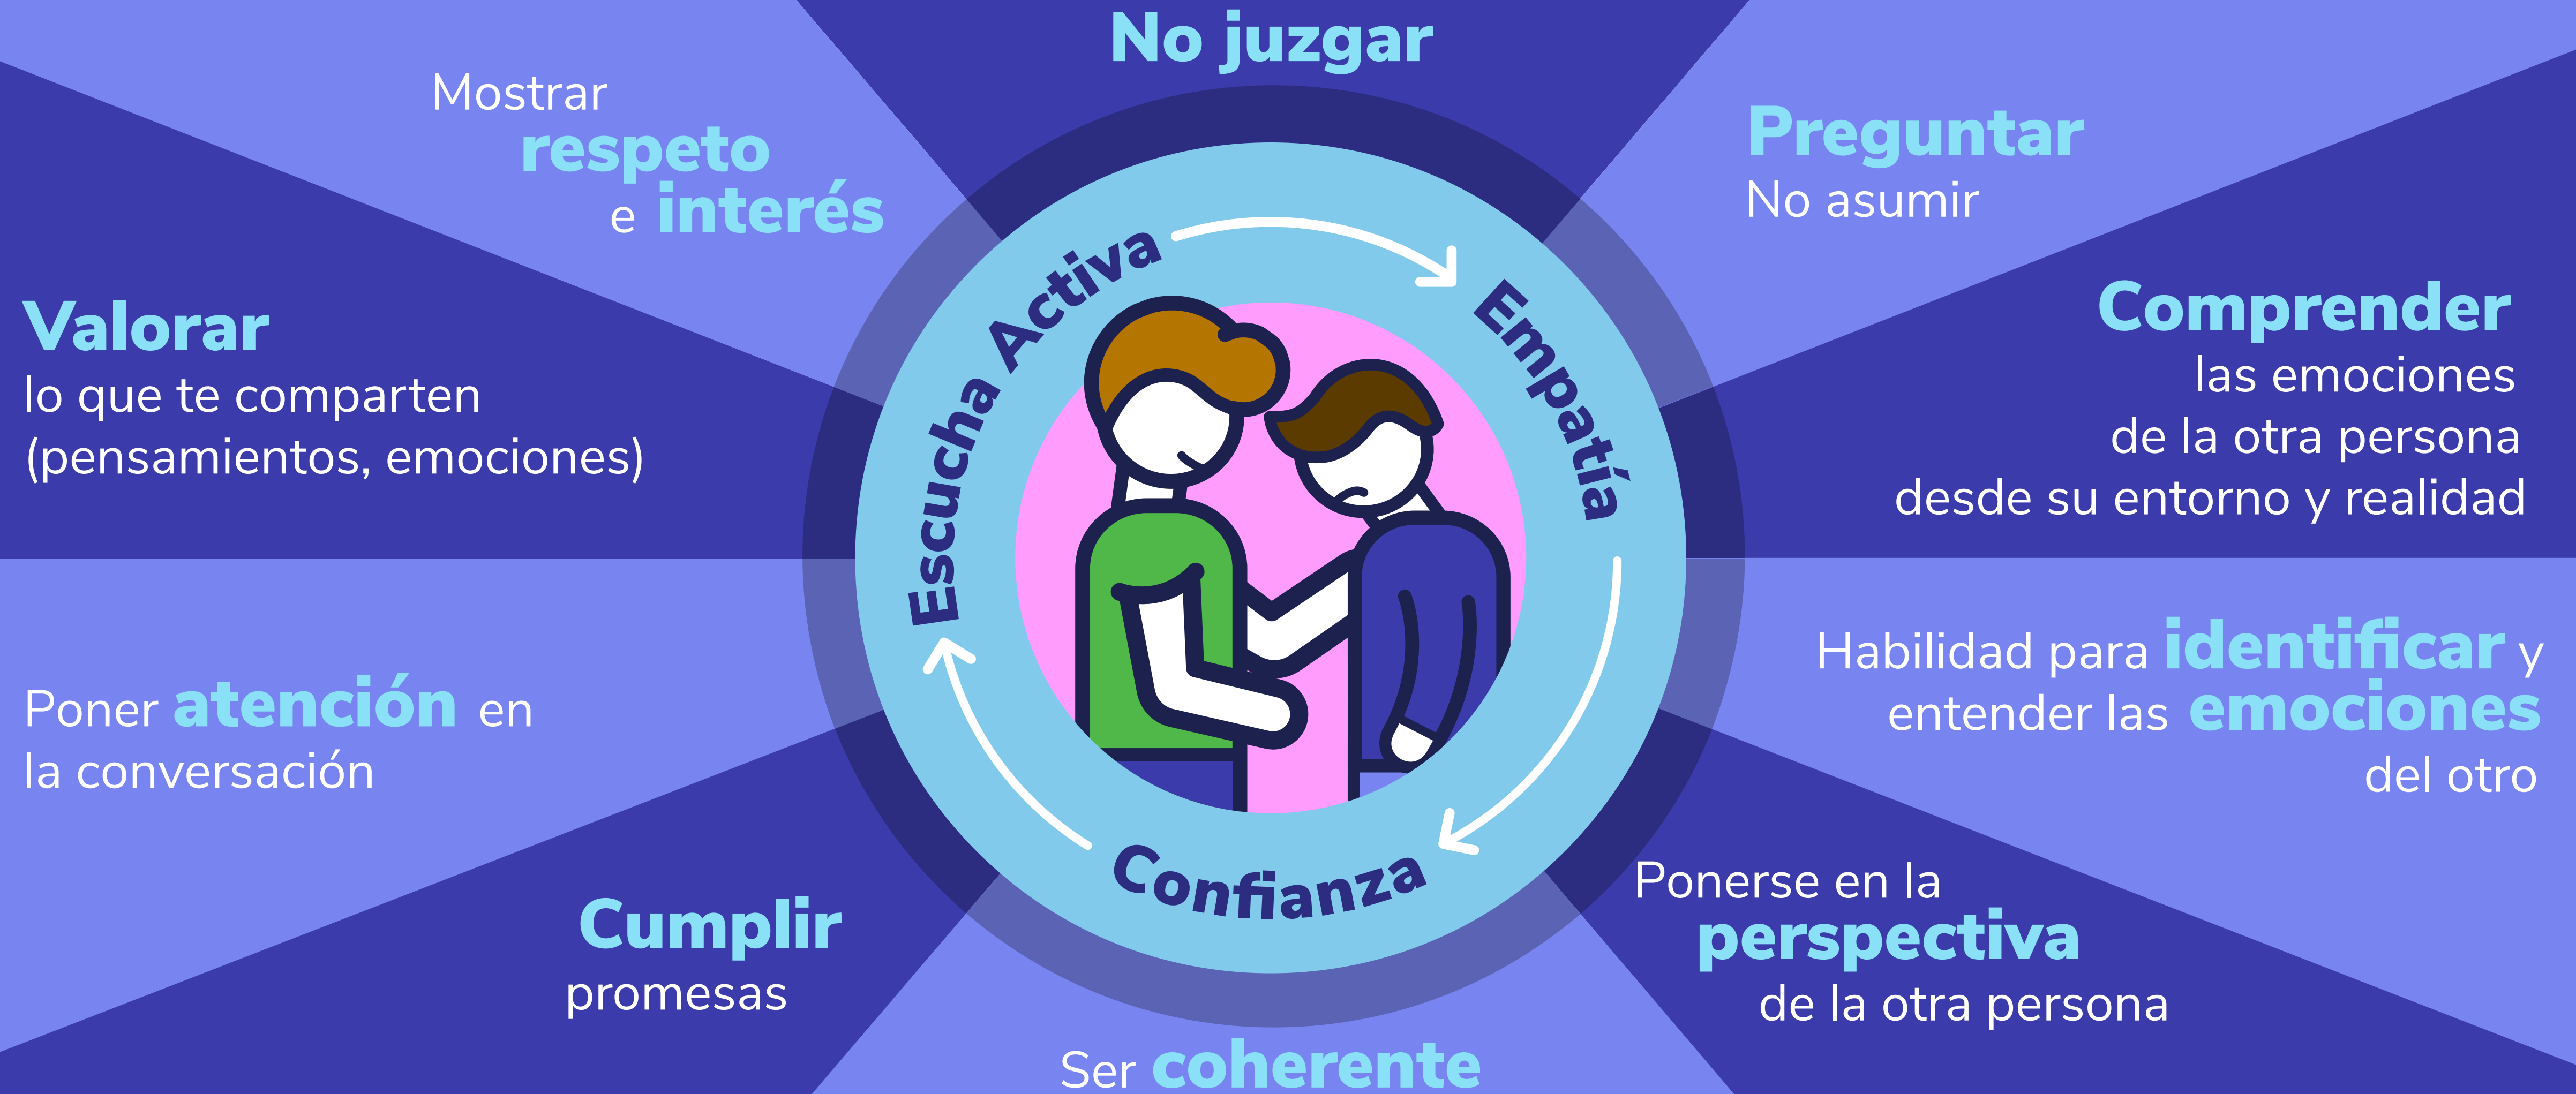 No juzgar
Mostrar
respeto
e interés
Preguntar
No asumir
Valorar
lo que te comparten
(pensamientos, emociones)
Comprender
las emociones
de la otra persona
desde su entorno y realidad
Escucha Activa
Empatía
Confianza
Poner atención en
la conversación
Habilidad para identificar y
entender las emociones
del otro
Cumplir
promesas
Ponerse en la
perspectiva
de la otra persona
Ser coherente